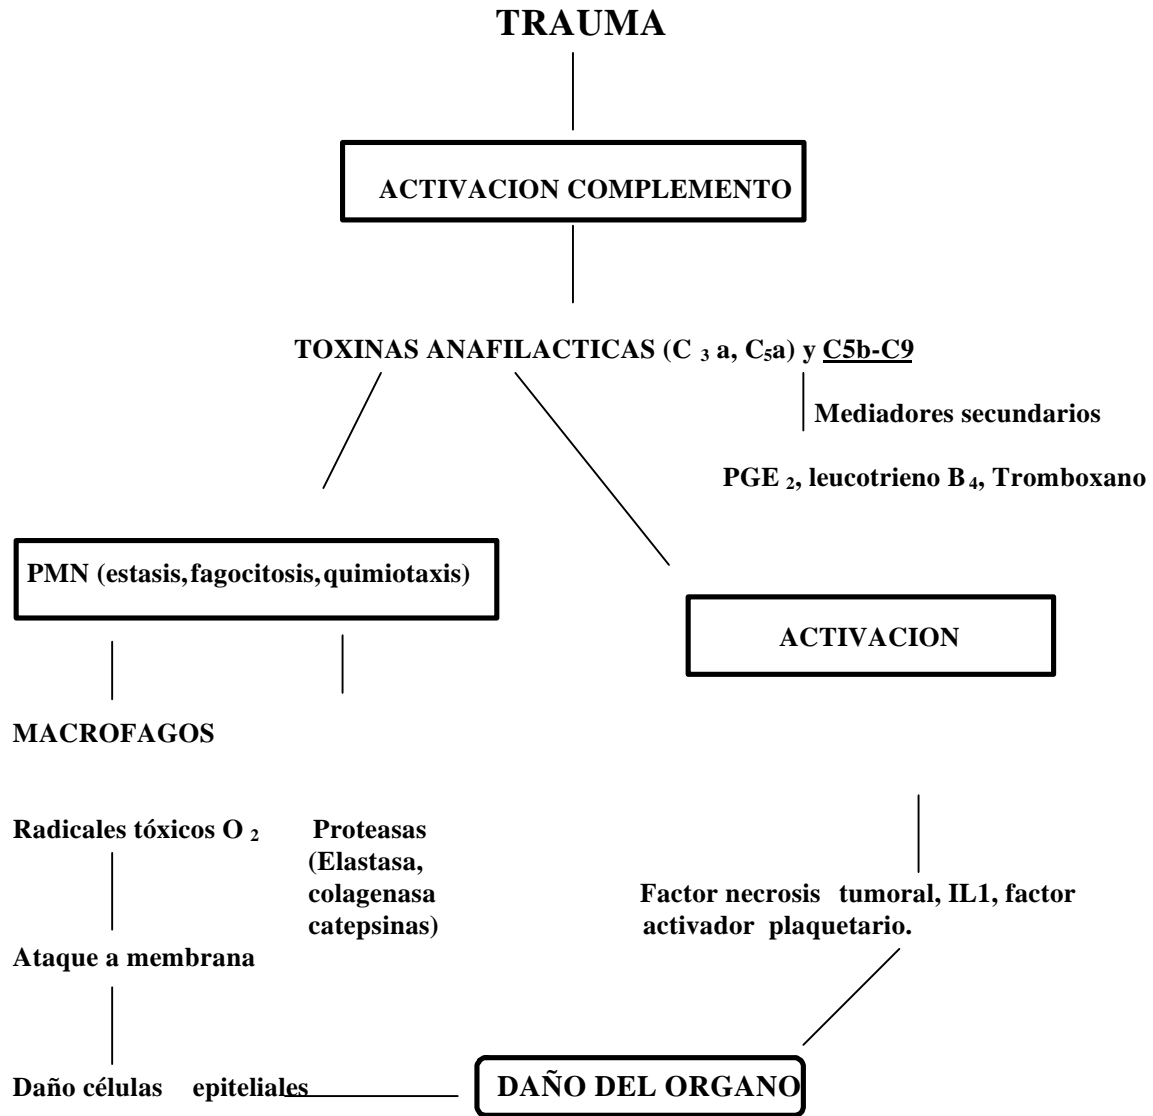 TRAUMA
ACTIVACION COMPLEMENTO
TOXINAS ANAFILACTICAS (C 3 a, C5a) y C5b-C9
Mediadores secundarios
PGE 2, leucotrieno B 4, Tromboxano
PMN (estasis, fagocitosis, quimiotaxis)
ACTIVACION
MACROFAGOS
Radicales tóxicos O 2
Proteasas
(Elastasa,
colagenasa
catepsinas)
Factor necrosis tumoral, IL1, factor
activador plaquetario.
Ataque a membrana
Daño células epiteliales
DAÑO DEL ORGANO